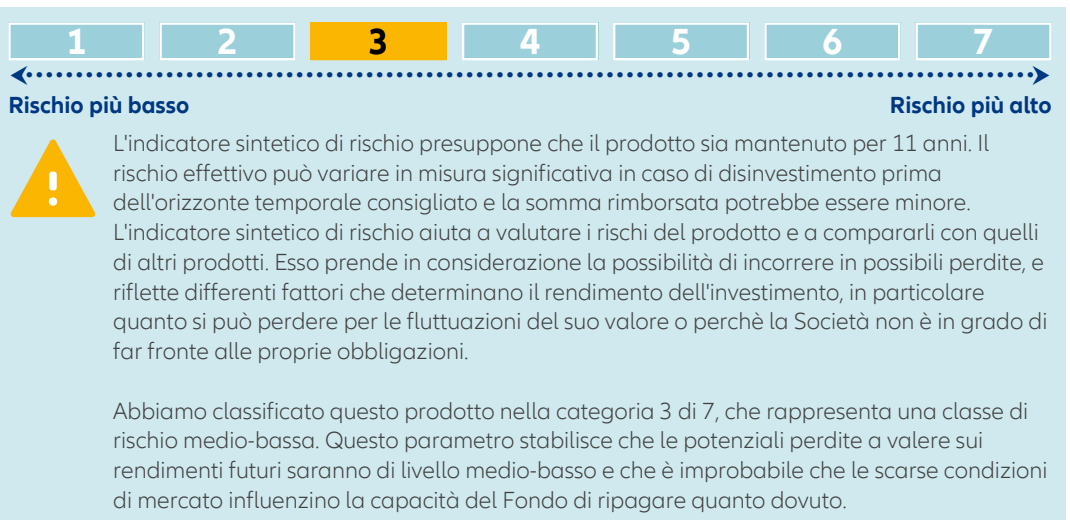 1 2 3 4 5 6 7
Rischio più basso Rischio più alto
L'indicatore sintetico di rischio presuppone che il prodotto sia mantenuto per 11 anni. Il
rischio effettivo può variare in misura significativa in caso di disinvestimento prima
dell'orizzonte temporale consigliato e la somma rimborsata potrebbe essere minore.
L'indicatore sintetico di rischio aiuta a valutare i rischi del prodotto e a compararli con quelli
di altri prodotti. Esso prende in considerazione la possibilità di incorrere in possibili perdite, e
riflette differenti fattori che determinano il rendimento dell'investimento, in particolare
quanto si può perdere per le fluttuazioni del suo valore o perchè la Società non è in grado di
far fronte alle proprie obbligazioni.
Abbiamo classificato questo prodotto nella categoria 3 di 7, che rappresenta una classe di
rischio medio-bassa. Questo parametro stabilisce che le potenziali perdite a valere sui
rendimenti futuri saranno di livello medio-basso e che è improbabile che le scarse condizioni
di mercato influenzino la capacità del Fondo di ripagare quanto dovuto.